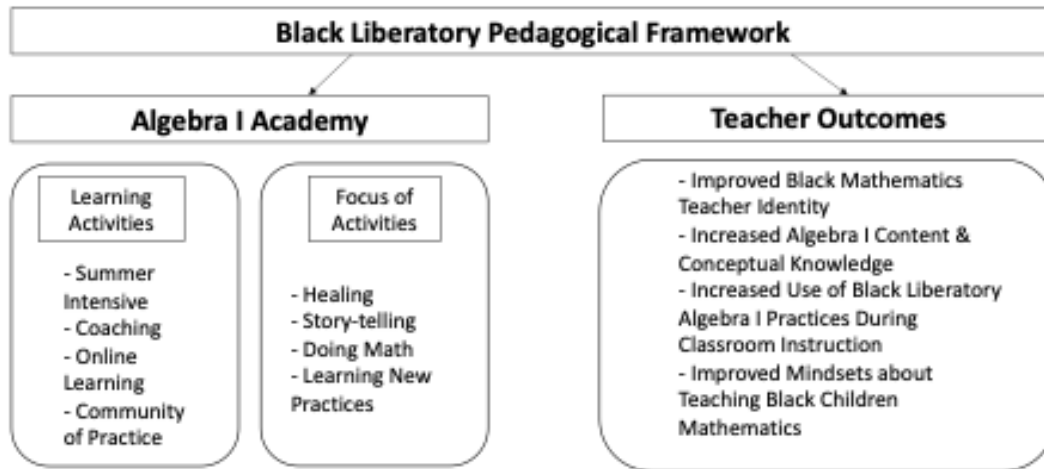 Black Liberatory Pedagogical Framework
Algebra I Academy
Learning
Activities
- Summer
Intensive
- Coaching
- Online
Learning
- Community
of Practice
Focus of
Activities
- Healing
- Story-telling
- Doing Math
- Learning New
Practices
Teacher Outcomes
- Improved Black Mathematics
Teacher Identity
- Increased Algebra I Content &
Conceptual Knowledge
- Increased Use of Black Liberatory
Algebra I Practices During
Classroom Instruction
- Improved Mindsets about
Teaching Black Children
Mathematics